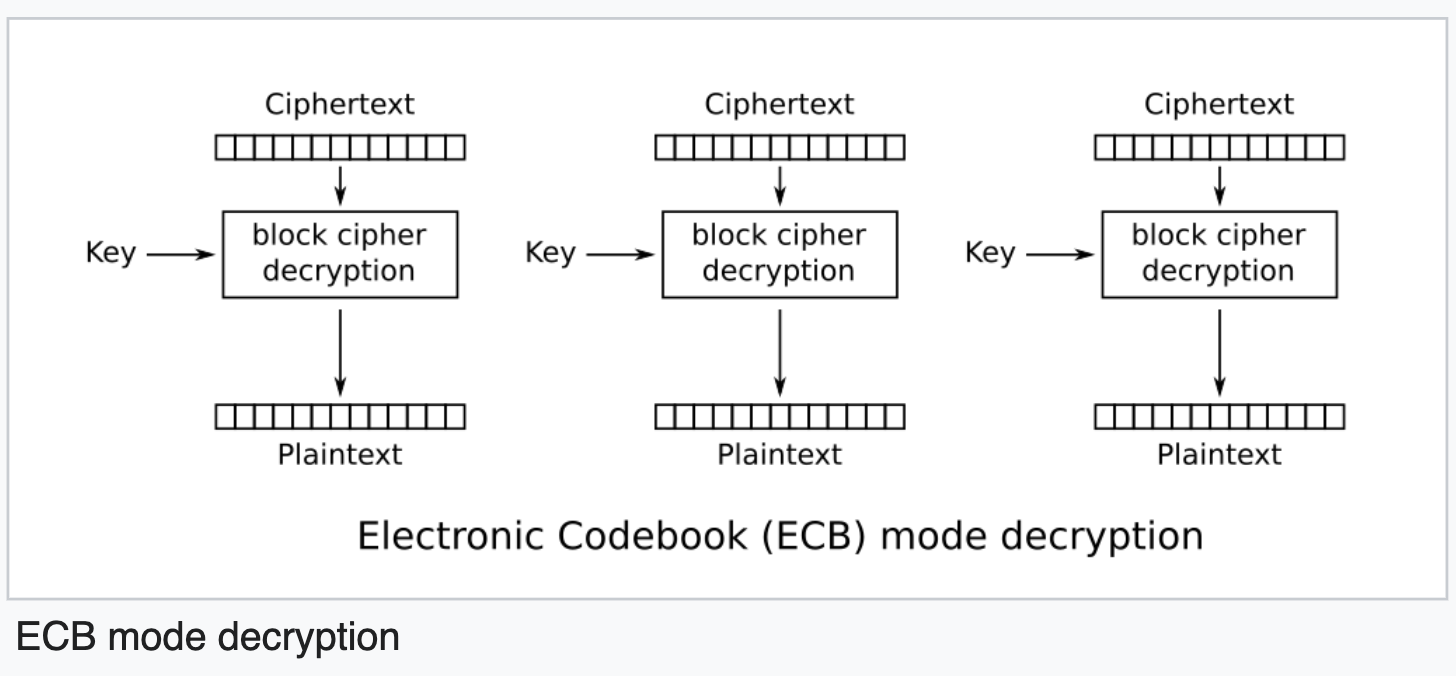 Ciphertext Ciphertext Ciphertext
Key block cipher decryption Key block cipher decryption Key block cipher decryption
Plaintext Plaintext Plaintext
Electronic Codebook (ECB) mode decryption
ECB mode decryption